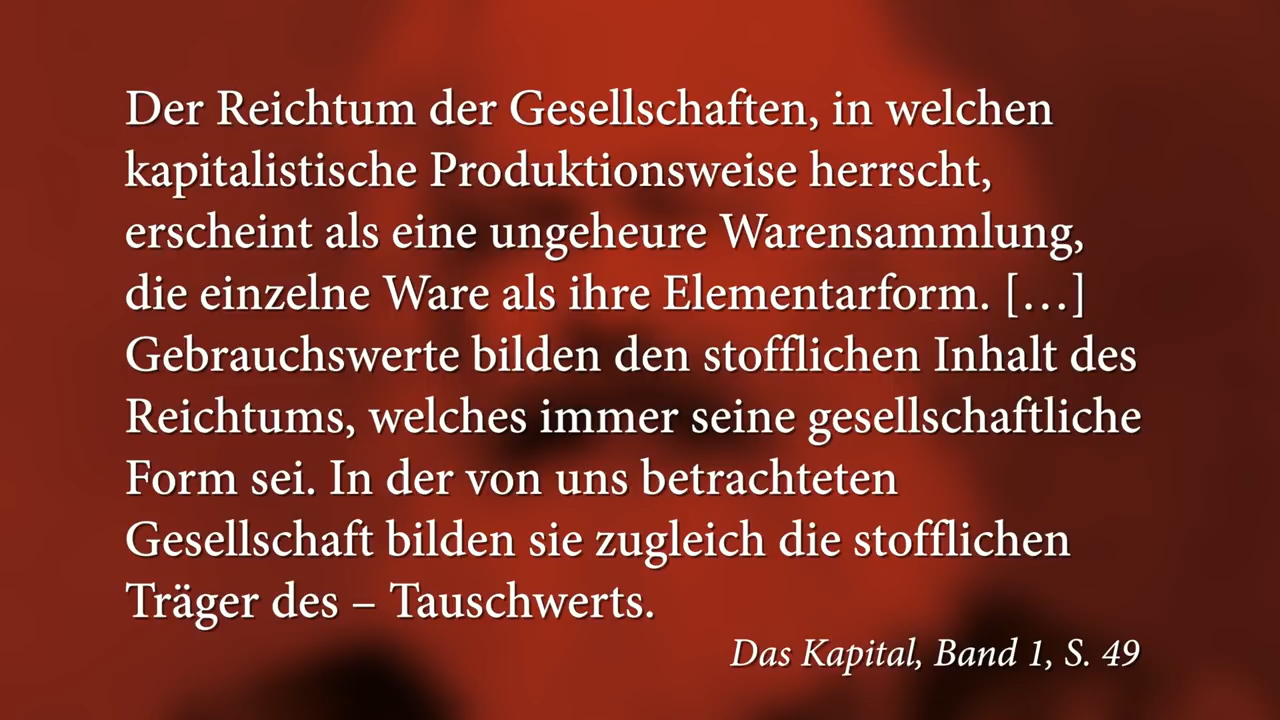 Der Reichtum der Gesellschaften, in welchen
kapitalistische Produktionsweise herrscht,
erscheint als eine ungeheure Warensammlung,
die einzelne Ware als ihre Elementarform. […]
Gebrauchswerte bilden den stofflichen Inhalt des
Reichtums, welches immer seine gesellschaftliche
Form sei. In der von uns betrachteten
Gesellschaft bilden sie zugleich die stofflichen
Träger des – Tauschwerts.
Das Kapital, Band 1, S. 49